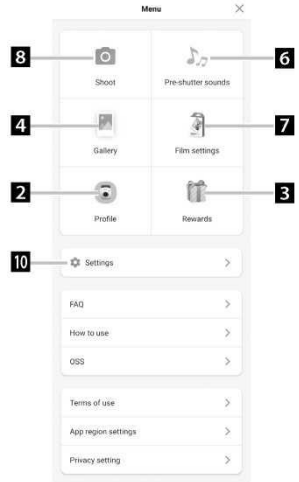 Menu
8
Shoot
Pre-shutter sounds
6
4
Gallery
Film settings
7
2
Profile
Rewards
3
10
Settings
FAQ
How to use
OSS
Terms of use
App region settings
Privacy setting